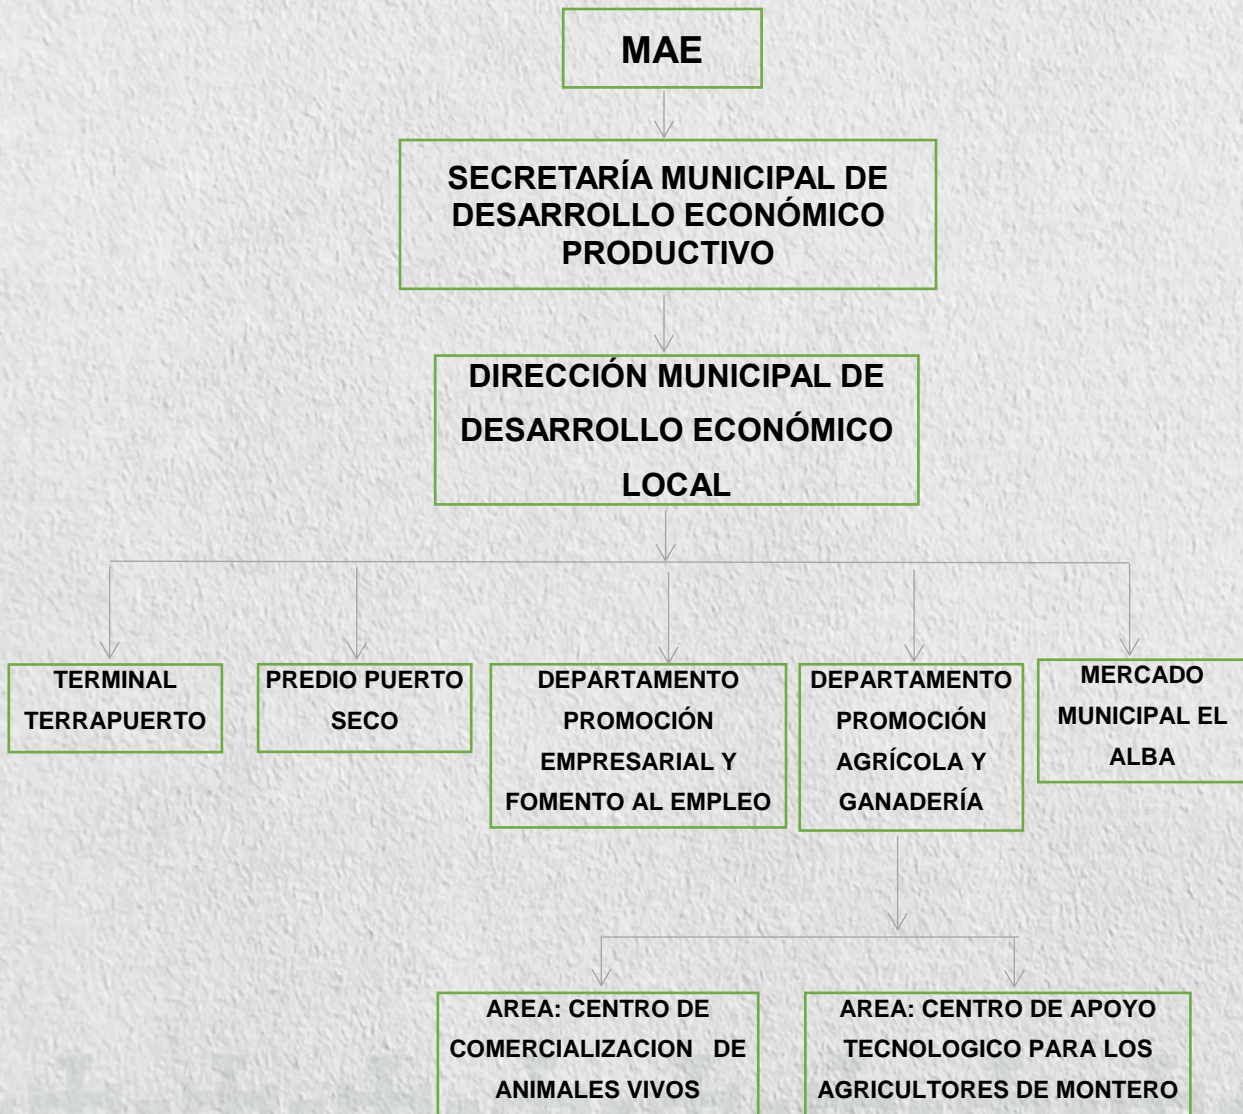 MAE
SECRETARÍA MUNICIPAL DE
DESARROLLO ECONÓMICO
PRODUCTIVO
DIRECCIÓN MUNICIPAL DE
DESARROLLO ECONÓMICO
LOCAL
TERMINAL
TERRAPUERTO
PREDIO PUERTO
SECO
DEPARTAMENTO
PROMOCIÓN
EMPRESARIAL Y
FOMENTO AL EMPLEO
DEPARTAMENTO
PROMOCIÓN
AGRÍCOLA Y
GANADERÍA
MERCADO
MUNICIPAL EL
ALBA
AREA: CENTRO DE
COMERCIALIZACION DE
ANIMALES VIVOS
AREA: CENTRO DE APOYO
TECNOLOGICO PARA LOS
AGRICULTORES DE MONTERO